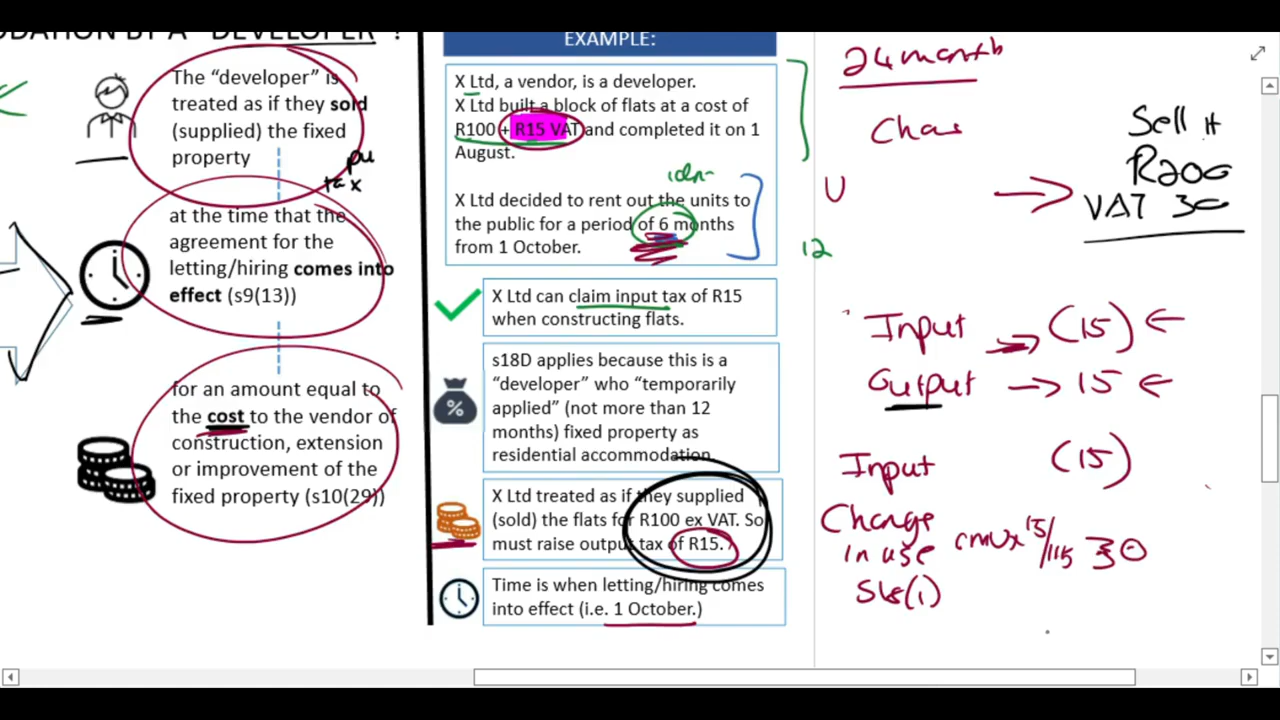 DATION BY A "DEVELOPER" ?
The "developer" is
treated as if they sold
(supplied) the fixed
property
pu
tax
at the time that the
agreement for the
letting/hiring comes into
effect (s9(13))
for an amount equal to
the cost to the vendor of
construction, extension
or improvement of the
fixed property (s10(29))
EXAMPLE:
X Ltd, a vendor, is a developer.
X Ltd built a block of flats at a cost of
R100 + R15 VAT and completed it on 1
August.
X Ltd decided to rent out the units to
the public for a period of 6 months
from 1 October.
X Ltd can claim input tax of R15
when constructing flats.
s18D applies because this is a
"developer" who "temporarily
applied" (not more than 12
months) fixed property as
residential accommodation
X Ltd treated as if they supplied
(sold) the flats for R100 ex VAT. So
must raise output tax of R15.
Time is when letting/hiring comes
into effect (i.e. 1 October.)
24 month
U
12
Sell it
R200
VAT 30
Input (15)
Output 15
Input (15)
Change
in use
30